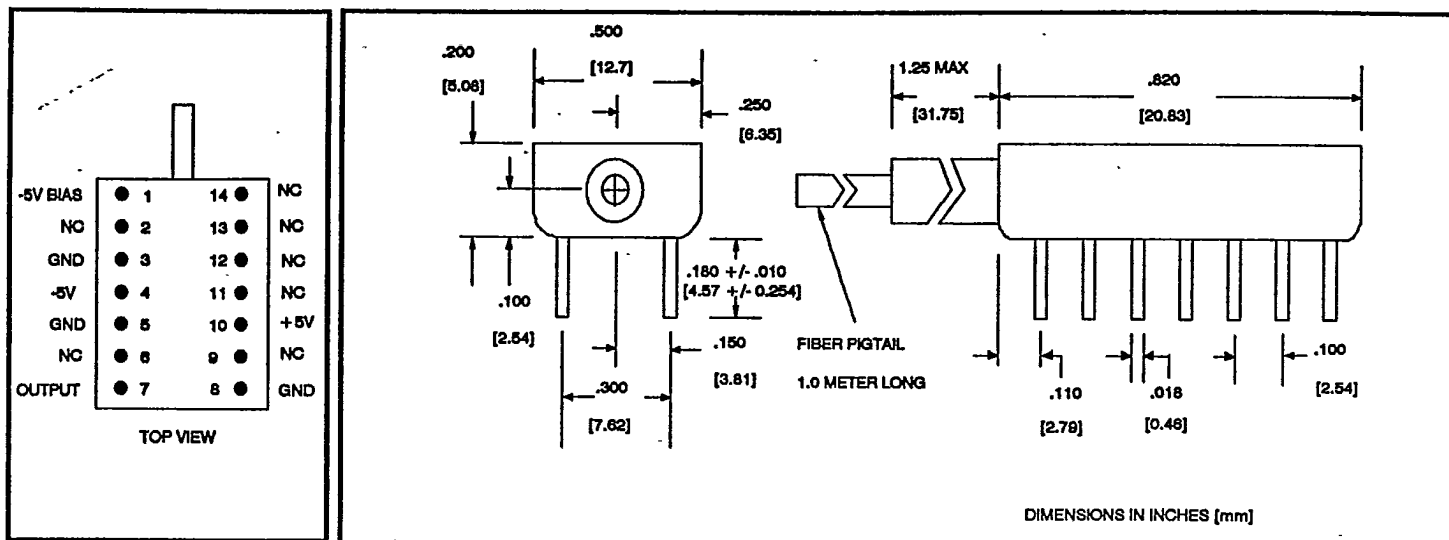 -5V BIAS 1 14 NC
NC 2 13 NC
GND 3 12 NC
-5V 4 11 NC
GND 5 10 +5V
NC 6 9 NC
OUTPUT 7 8 GND
TOP VIEW
.500
[12.7]
.200
[5.08]
.250
[6.35]
.100
[2.54]
.180 +/- .010
[4.57 +/- 0.254]
.150
[3.81]
.300
[7.62]
1.25 MAX
[31.75]
.820
[20.83]
FIBER PIGTAIL
1.0 METER LONG
.110
[2.79]
.018
[0.46]
.100
[2.54]
DIMENSIONS IN INCHES [mm]